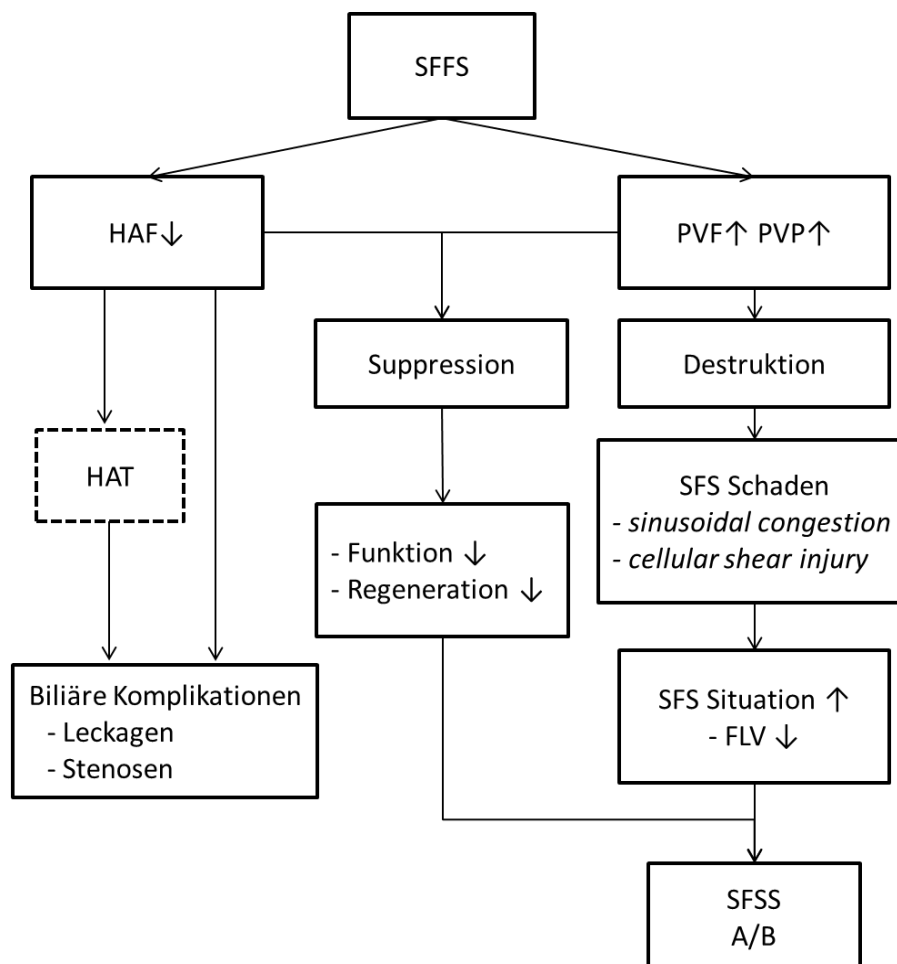 SFFS
HAF↓
PVF↑ PVP↑
Suppression
Destruktion
HAT
SFS Schaden
- sinusoidal congestion
- cellular shear injury
- Funktion ↓
- Regeneration ↓
Biliäre Komplikationen
- Leckagen
- Stenosen
SFS Situation ↑
- FLV ↓
SFSS
A/B